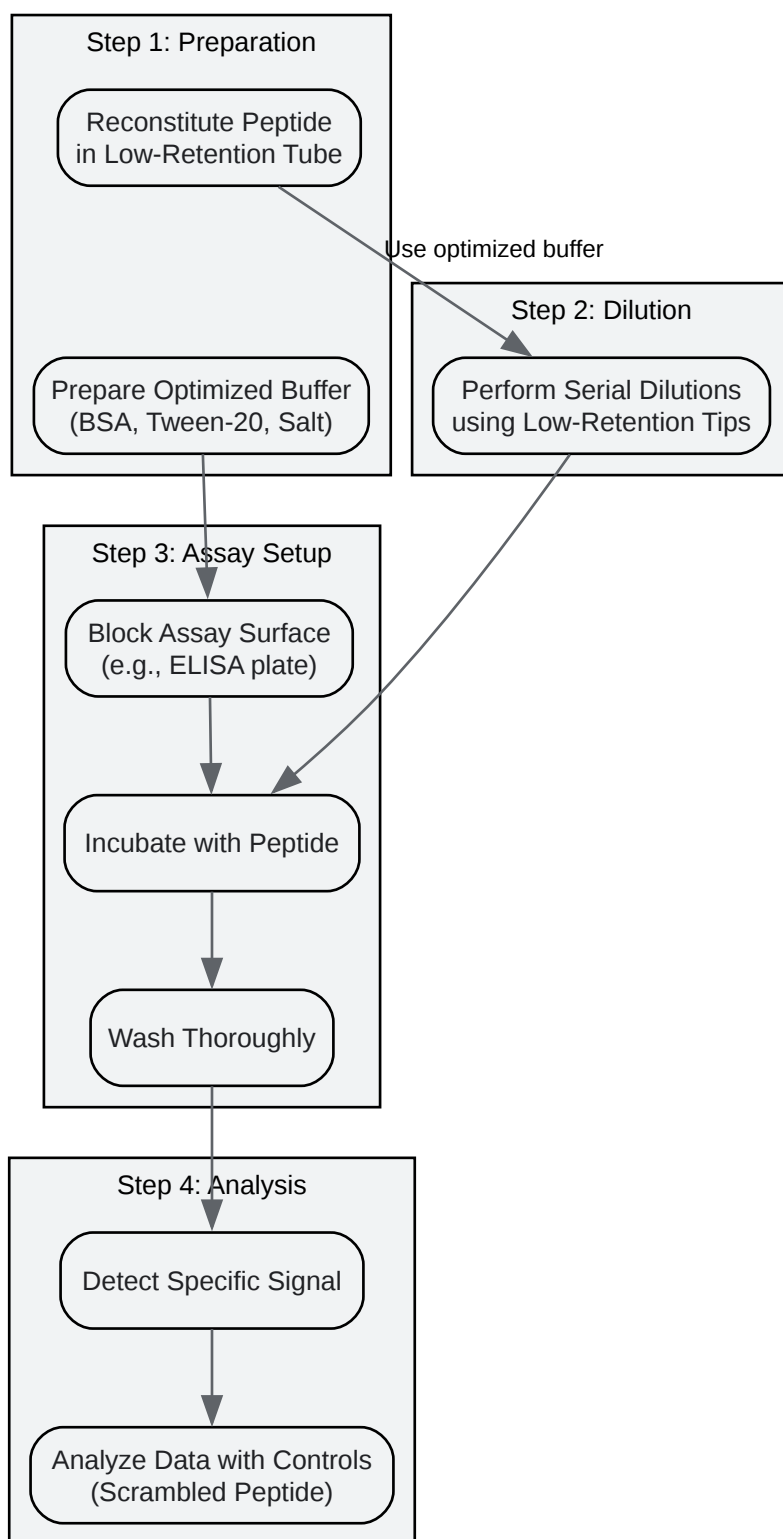 Step 1: Preparation
Reconstitute Peptide
in Low-Retention Tube
Use optimized buffer
Step 2: Dilution
Prepare Optimized Buffer
(BSA, Tween-20, Salt)
Perform Serial Dilutions
using Low-Retention Tips
Step 3: Assay Setup
Block Assay Surface
(e.g., ELISA plate)
Incubate with Peptide
Wash Thoroughly
Step 4: Analysis
Detect Specific Signal
Analyze Data with Controls
(Scrambled Peptide)